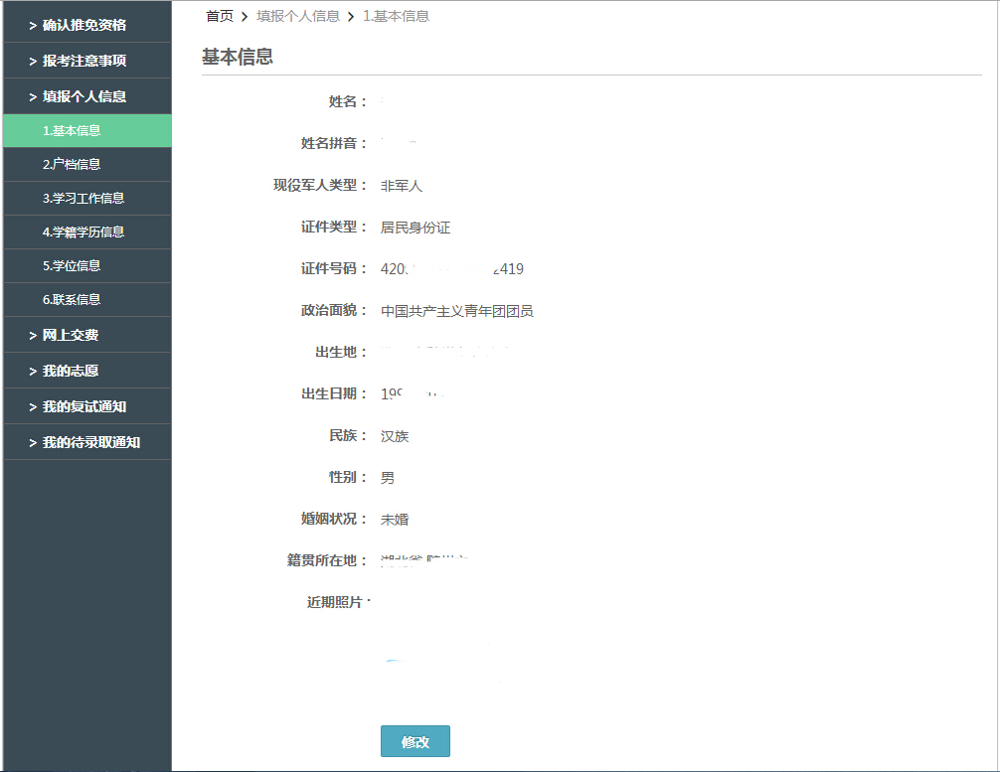 首页 > 填报个人信息 > 1.基本信息
> 确认推免资格
> 报考注意事项
> 填报个人信息
1.基本信息
2.户档信息
3.学习工作信息
4.学籍学历信息
5.学位信息
6.联系信息
> 网上交费
> 我的志愿
> 我的复试通知
> 我的待录取通知
基本信息
姓名：
姓名拼音：
现役军人类型： 非军人
证件类型： 居民身份证
证件号码： 420 2419
政治面貌： 中国共产主义青年团团员
出生地：
出生日期： 19
民族： 汉族
性别： 男
婚姻状况： 未婚
籍贯所在地：
近期照片
修改